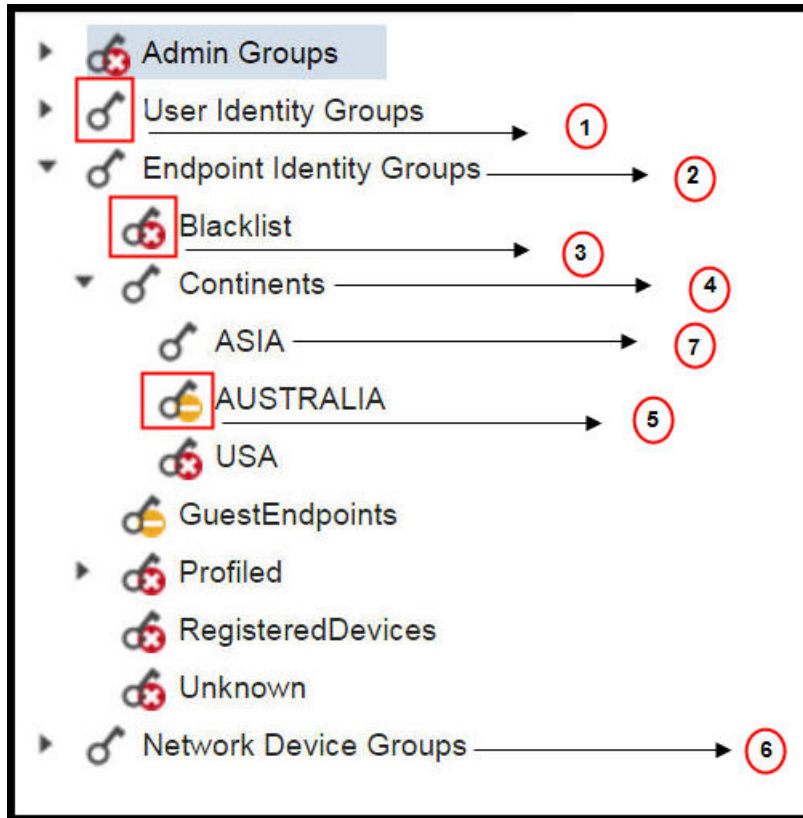 Admin Groups
User Identity Groups 1
Endpoint Identity Groups 2
Blacklist 3
Continents 4
ASIA 7
AUSTRALIA 5
USA
GuestEndpoints
Profiled
RegisteredDevices
Unknown
Network Device Groups 6